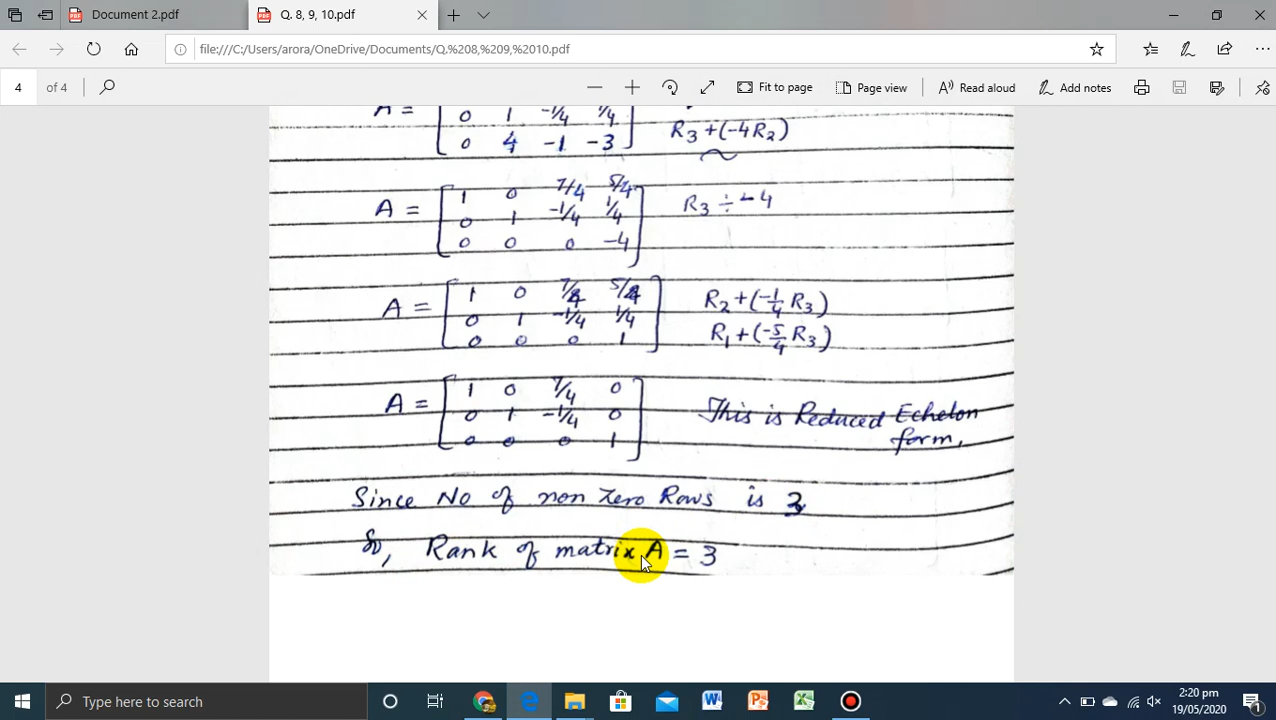 Document 2.pdf
Q. 8, 9, 10.pdf
file:///C:/Users/arora/OneDrive/Documents/Q.%208,%209,%2010.pdf
4 of 4
Fit to page
Page view
Read aloud
Add notes
A = [ 0 1 -1/4 1/4
0 4 -1 -3 ] R3+(-4R2)
A = [ 1 0 7/4 5/4
0 1 -1/4 1/4
0 0 0 -4 ] R3 ÷ -4
A = [ 1 0 7/4 5/4
0 1 -1/4 1/4
0 0 0 1 ]
R2+(-1/4 R3)
R1+(-5/4 R3)
A = [ 1 0 7/4 0
0 1 -1/4 0
0 0 0 1 ]
This is Reduced Echelon
form,
Since No of non Zero Rows is 3
So, Rank of matrix A = 3
Type here to search
2:20 pm
19/05/2020